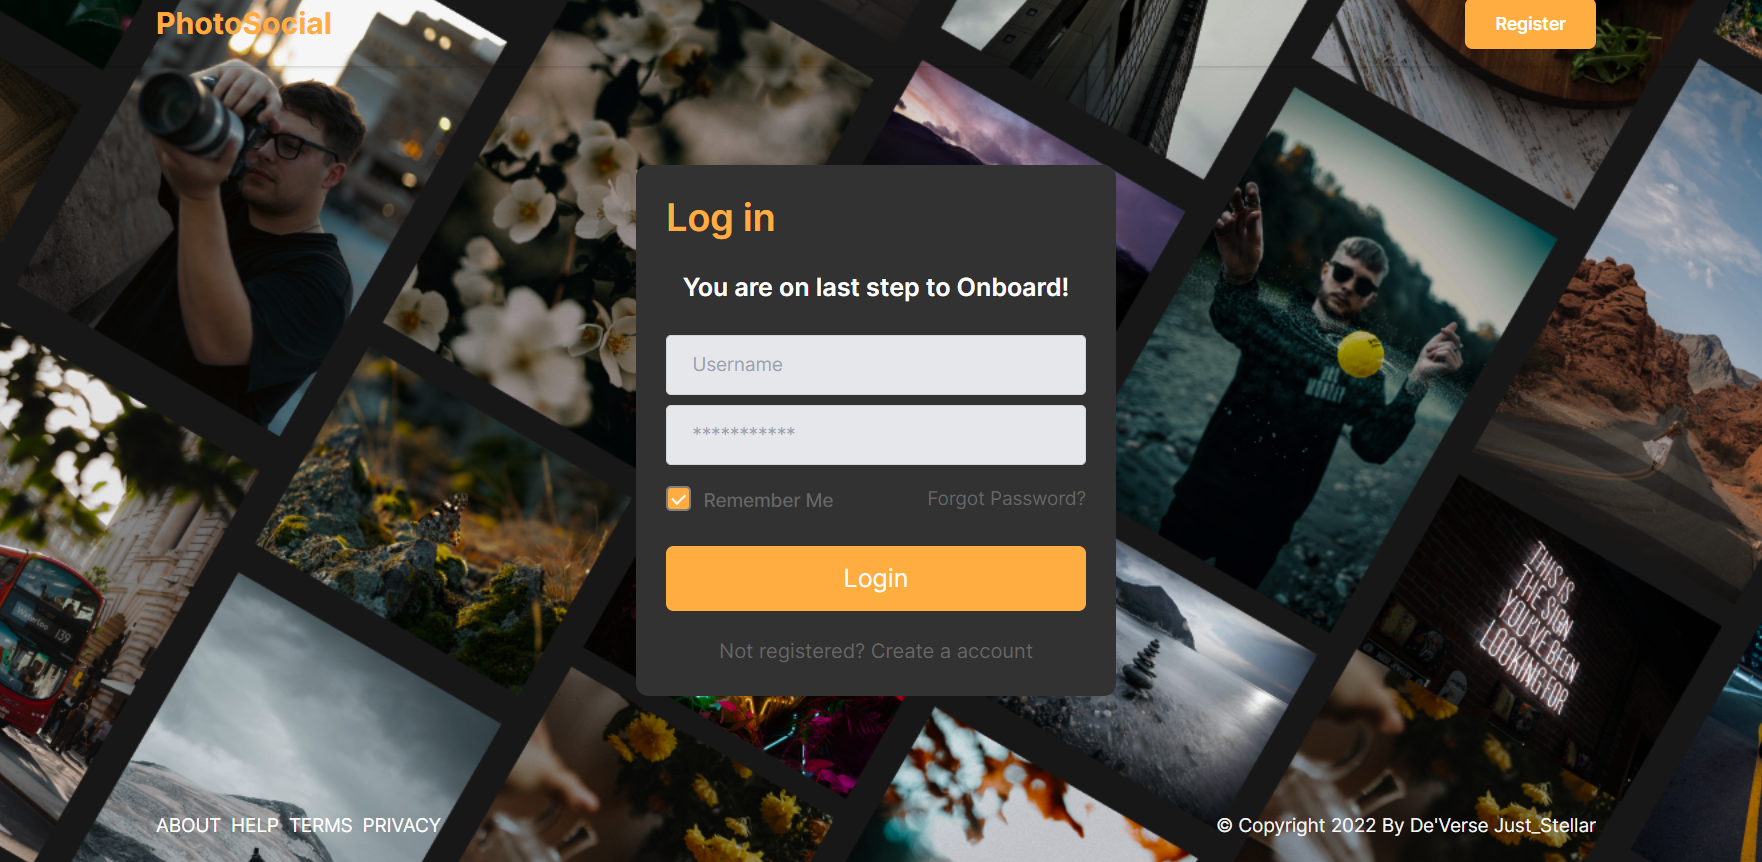 PhotoSocial
Register
Log in
You are on last step to Onboard!
Username
***********
Remember Me
Forgot Password?
Login
Not registered? Create a account
Waterloo 139
THIS IS
THE SIGN
YOU'VE BEEN
LOOKING FOR
ABOUT HELP TERMS PRIVACY
© Copyright 2022 By De'Verse Just_Stellar